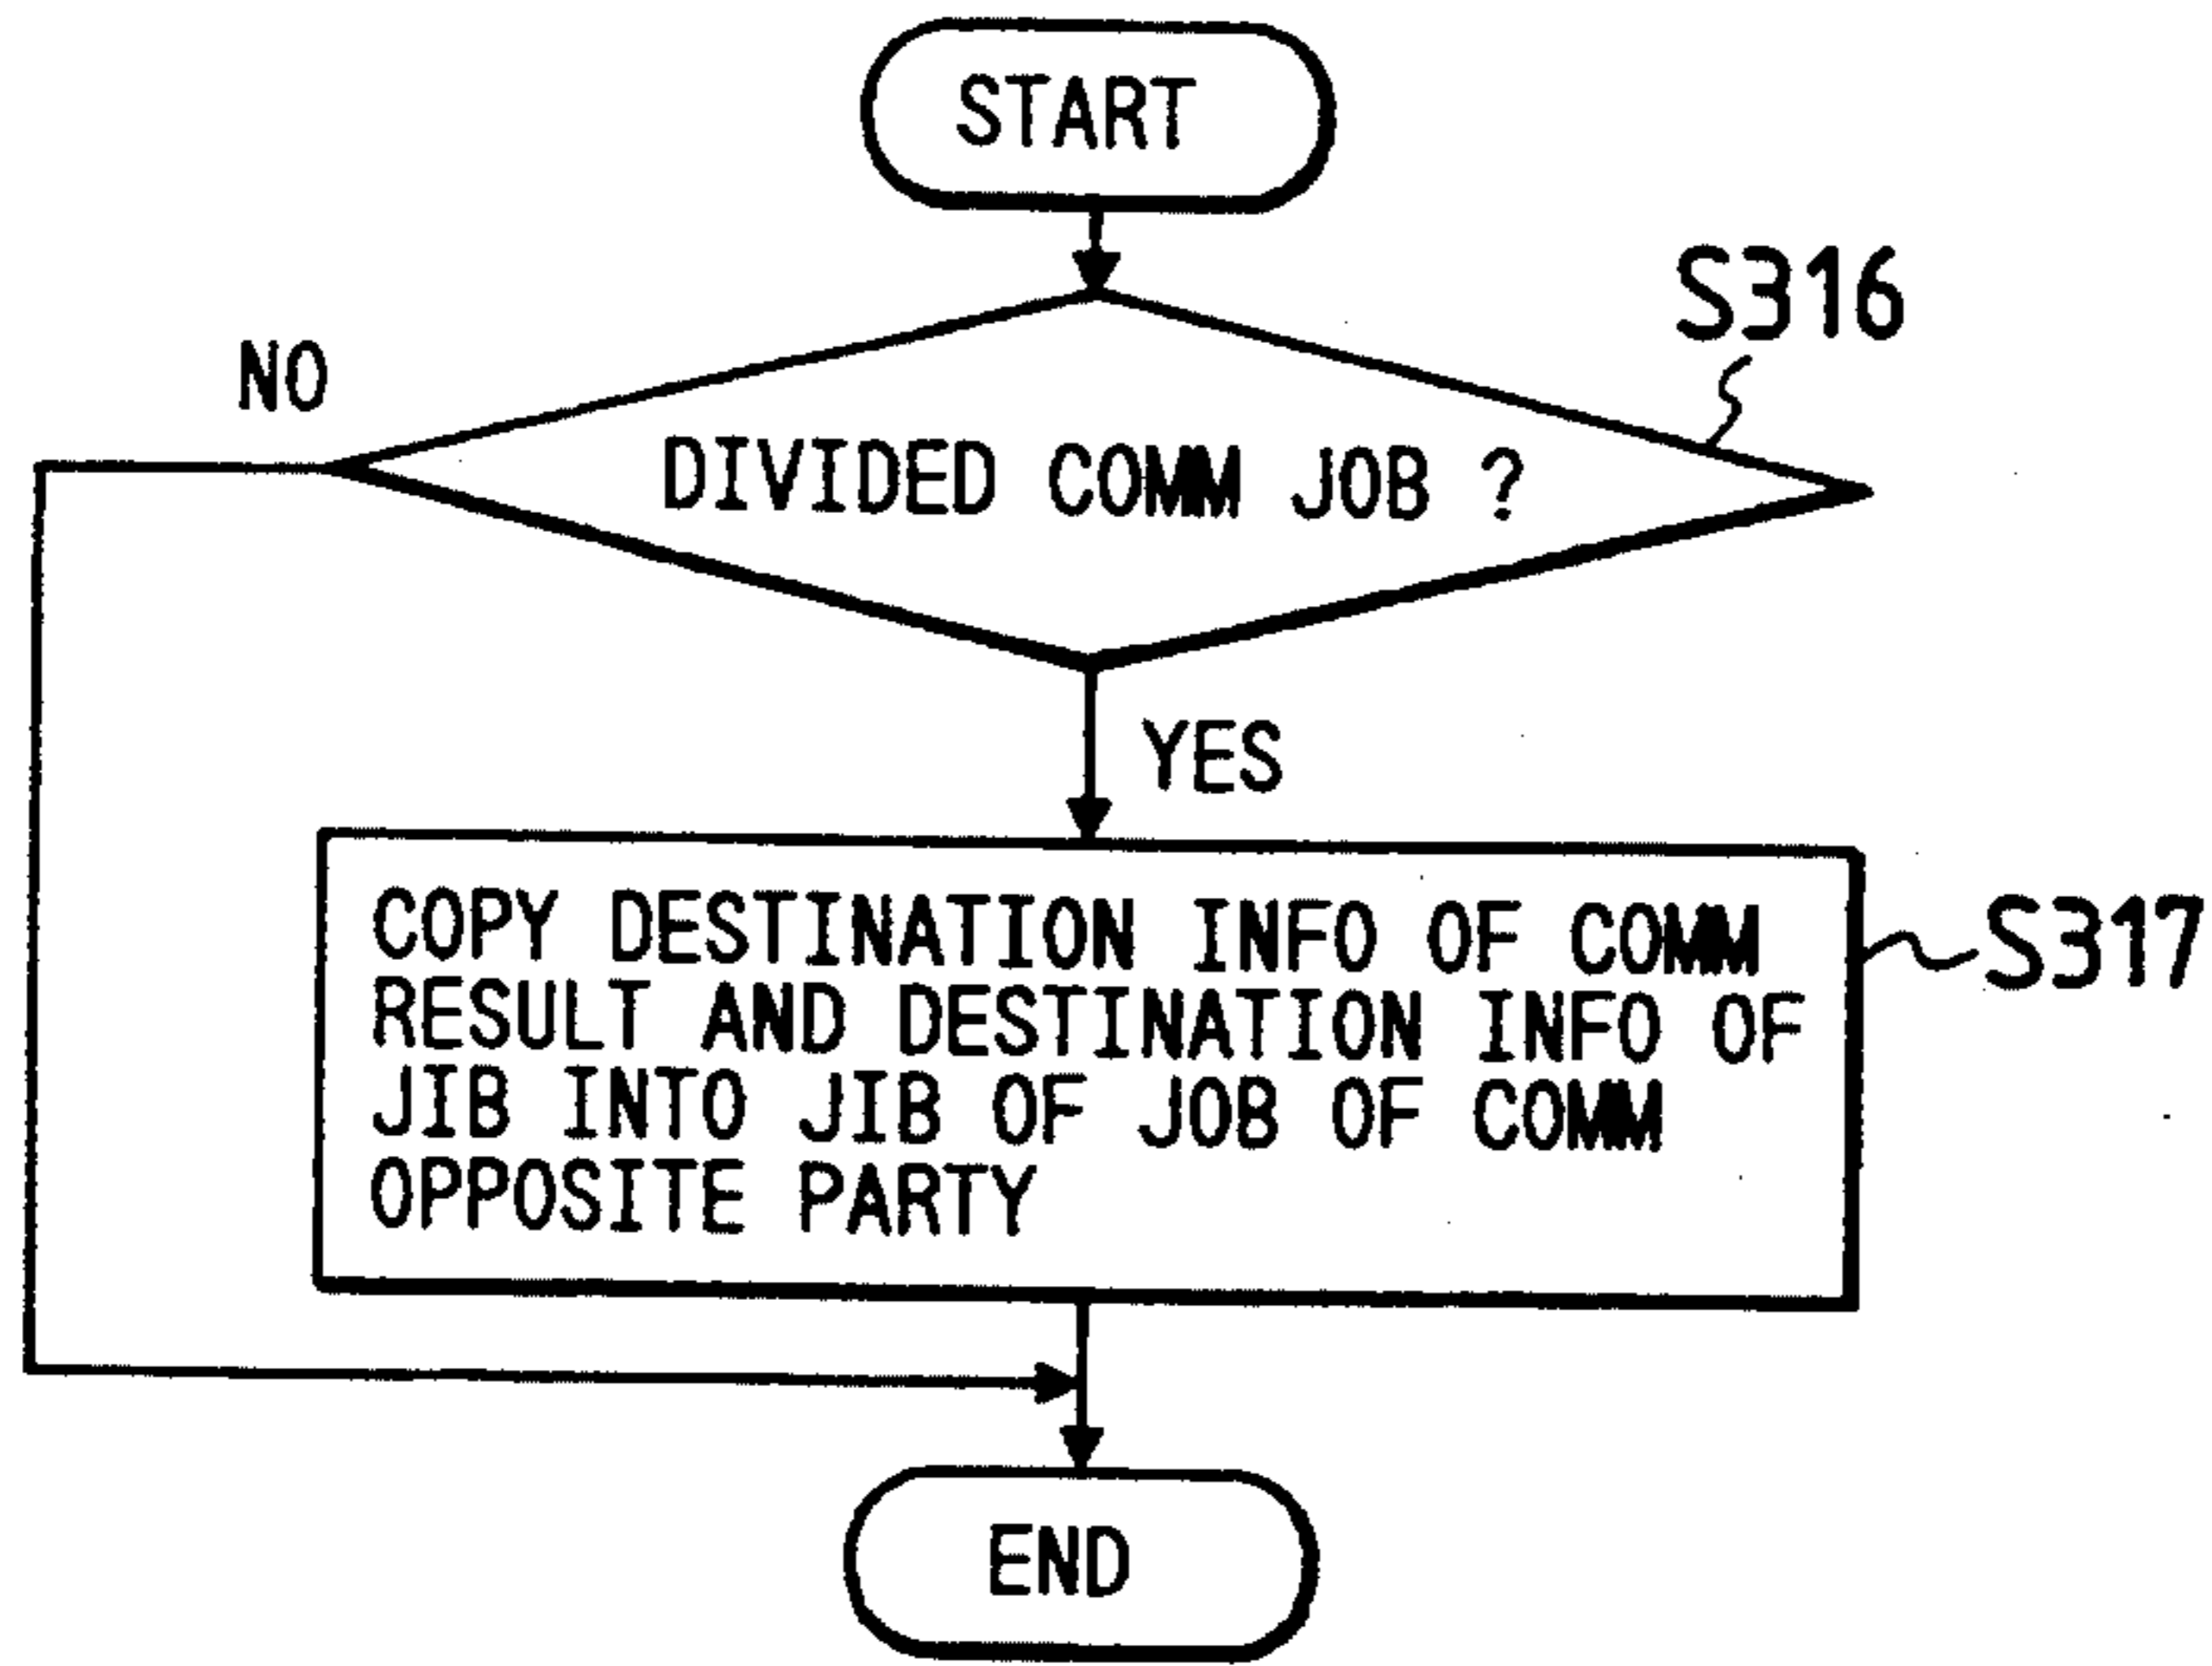 START
S316
NO
DIVIDED COMM JOB ?
YES
COPY DESTINATION INFO OF COMM
RESULT AND DESTINATION INFO OF
JIB INTO JIB OF JOB OF COMM
OPPOSITE PARTY
S317
END